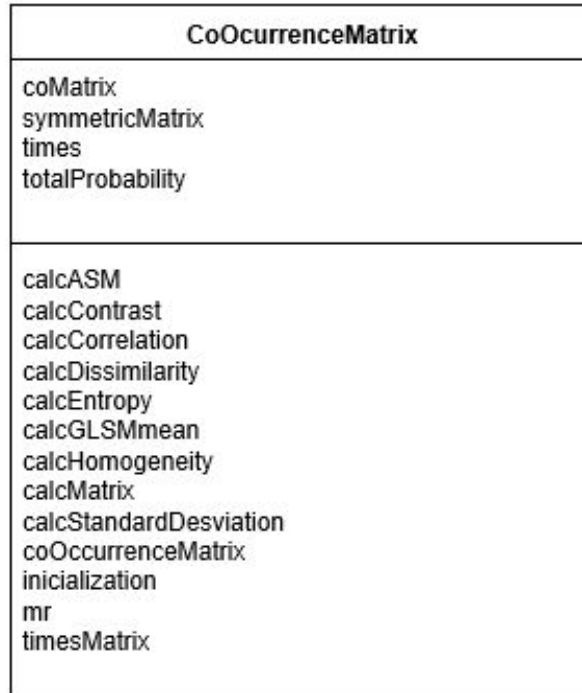 CoOcurrenceMatrix
coMatrix
symmetricMatrix
times
totalProbability
calcASM
calcContrast
calcCorrelation
calcDissimilarity
calcEntropy
calcGLSMmean
calcHomogeneity
calcMatrix
calcStandardDesviation
coOccurrenceMatrix
inicialization
mr
timesMatrix